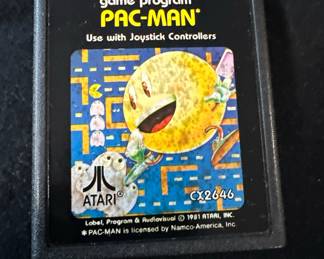 game program
PAC-MAN*
Use with Joystick Controllers
ATARI®
CX2646
Label, Program & Audiovisual © 1981 ATARI, INC.
* PAC-MAN is licensed by Namco-America, Inc.